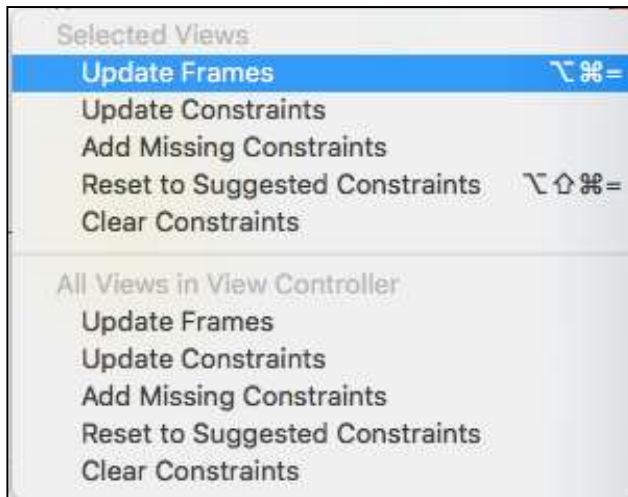 Selected Views
Update Frames ⌥⌘=
Update Constraints
Add Missing Constraints
Reset to Suggested Constraints ⌥⇧⌘=
Clear Constraints
All Views in View Controller
Update Frames
Update Constraints
Add Missing Constraints
Reset to Suggested Constraints
Clear Constraints